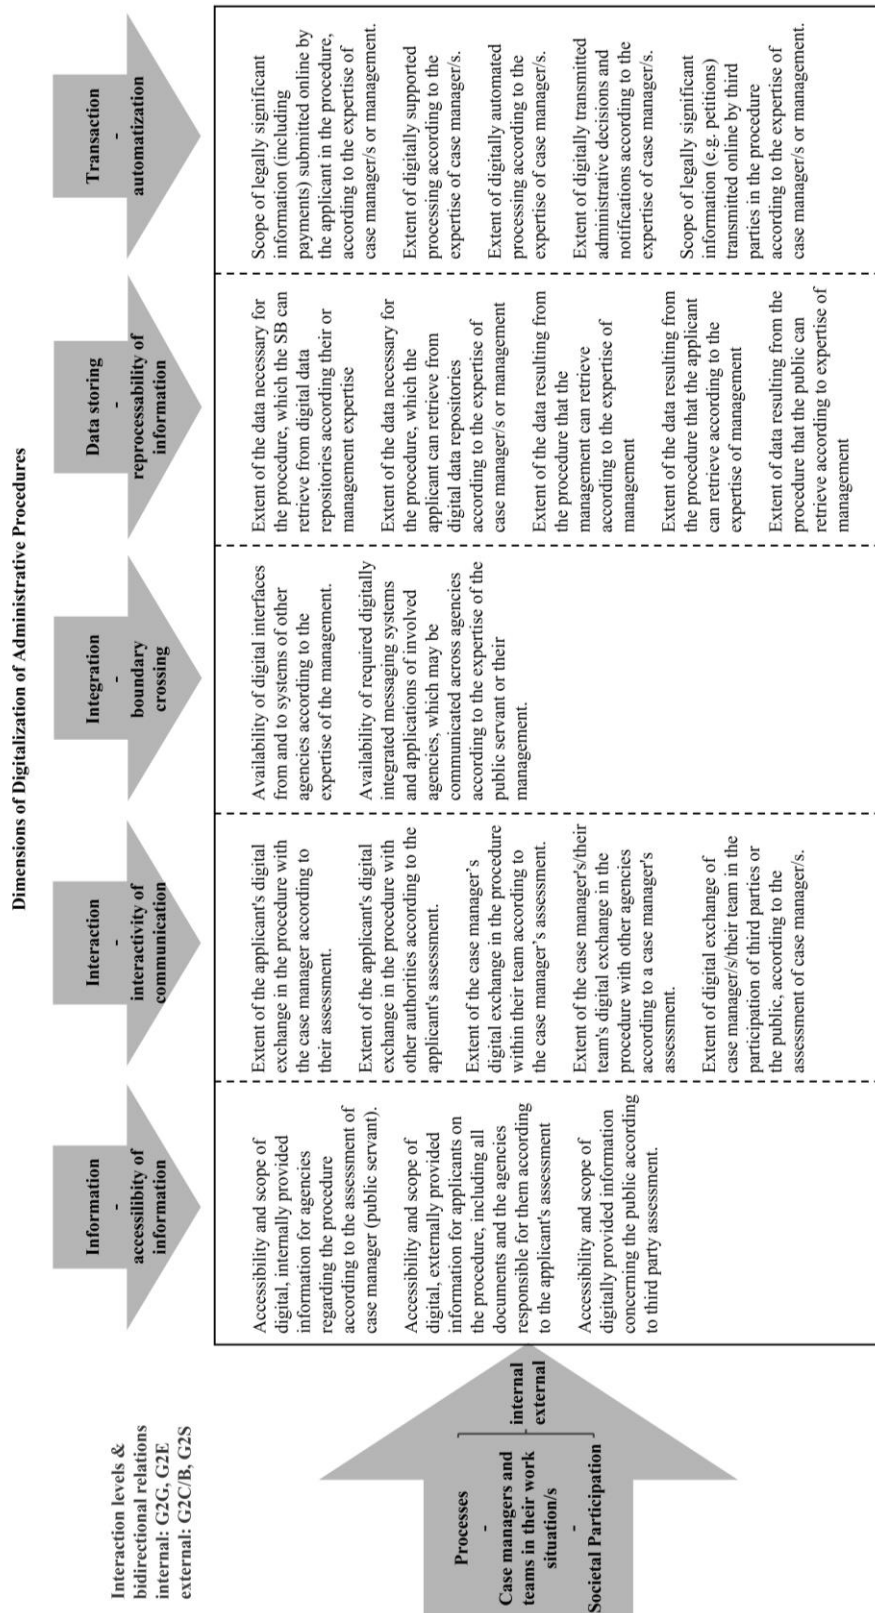 Dimensions of Digitalization of Administrative Procedures
Interaction levels &
bidirectional relations
internal: G2G, G2E
external: G2C/B, G2S
Information
-
accessilibty of
information
Interaction
-
interactivity of
communication
Integration
-
boundary
crossing
Data storing
-
reprocessability of
information
Transaction
-
automatization
Processes
-
Case managers and
teams in their work
situation/s
-
Societal Participation
internal
external
Accessibility and scope of
digital, internally provided
information for agencies
regarding the procedure
according to the assessment of
case manager (public servant).
Accessibility and scope of
digital, externally provided
information for applicants on
the procedure, including all
documents and the agencies
responsible for them according
to the applicant's assessment
Accessibility and scope of
digitally provided information
concerning the public according
to third party assessment.
Extent of the applicant's digital
exchange in the procedure with
the case manager according to
their assessment.
Extent of the applicant's digital
exchange in the procedure with
other authorities according to the
applicant's assessment.
Extent of the case manager’s
digital exchange in the procedure
within their team according to
the case manager’s assessment.
Extent of the case manager's/their
team's digital exchange in the
procedure with other agencies
according to a case manager's
assessment.
Extent of digital exchange of
case manager/s/their team in the
participation of third parties or
the public, according to the
assessment of case manager/s.
Availability of digital interfaces
from and to systems of other
agencies according to the
expertise of the management.
Availability of required digitally
integrated messaging systems
and applications of involved
agencies, which may be
communicated across agencies
according to the expertise of the
public servant or their
management.
Extent of the data necessary for
the procedure, which the SB can
retrieve from digital data
repositories according their or
management expertise
Extent of the data necessary for
the procedure, which the
applicant can retrieve from
digital data repositories
according to the expertise of
case manager/s or management
Extent of the data resulting from
the procedure that the
management can retrieve
according to the expertise of
management
Extent of the data resulting from
the procedure that the applicant
can retrieve according to the
expertise of management
Extent of data resulting from the
procedure that the public can
retrieve according to expertise of
management
Scope of legally significant
information (including
payments) submitted online by
the applicant in the procedure,
according to the expertise of
case manager/s or management.
Extent of digitally supported
processing according to the
expertise of case manager/s.
Extent of digitally automated
processing according to the
expertise of case manager/s.
Extent of digitally transmitted
administrative decisions and
notifications according to the
expertise of case manager/s.
Scope of legally significant
information (e.g. petitions)
transmitted online by third
parties in the procedure
according to the expertise of
case manager/s or management.